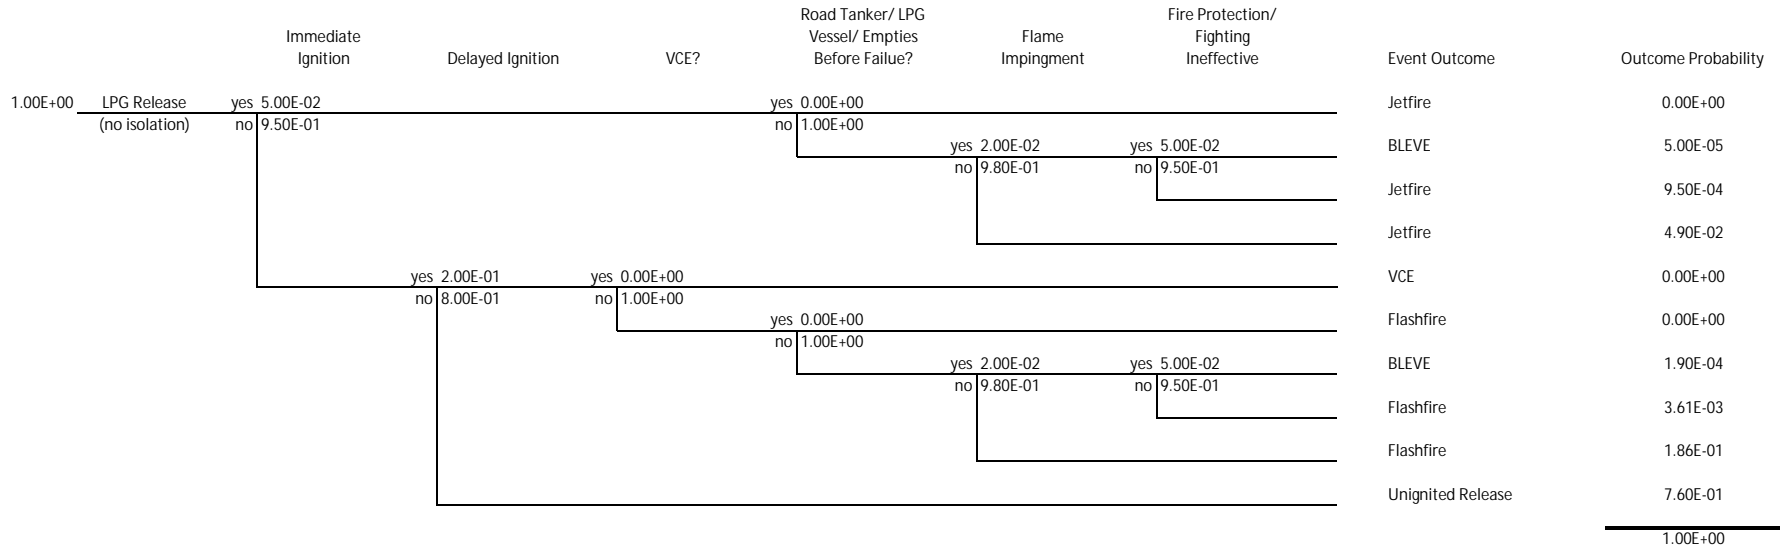 Road Tanker/ LPG Fire Protection/
Immediate Vessel/ Empties Flame Fighting
Ignition Delayed Ignition VCE? Before Failue? Impingment Ineffective Event Outcome Outcome Probability
1.00E+00 LPG Release yes 5.00E-02 yes 0.00E+00 Jetfire 0.00E+00
(no isolation) no 9.50E-01 no 1.00E+00
yes 2.00E-02 yes 5.00E-02 BLEVE 5.00E-05
no 9.80E-01 no 9.50E-01
Jetfire 9.50E-04
Jetfire 4.90E-02
yes 2.00E-01 yes 0.00E+00 VCE 0.00E+00
no 8.00E-01 no 1.00E+00
yes 0.00E+00 Flashfire 0.00E+00
no 1.00E+00
yes 2.00E-02 yes 5.00E-02 BLEVE 1.90E-04
no 9.80E-01 no 9.50E-01
Flashfire 3.61E-03
Flashfire 1.86E-01
Unignited Release 7.60E-01
1.00E+00